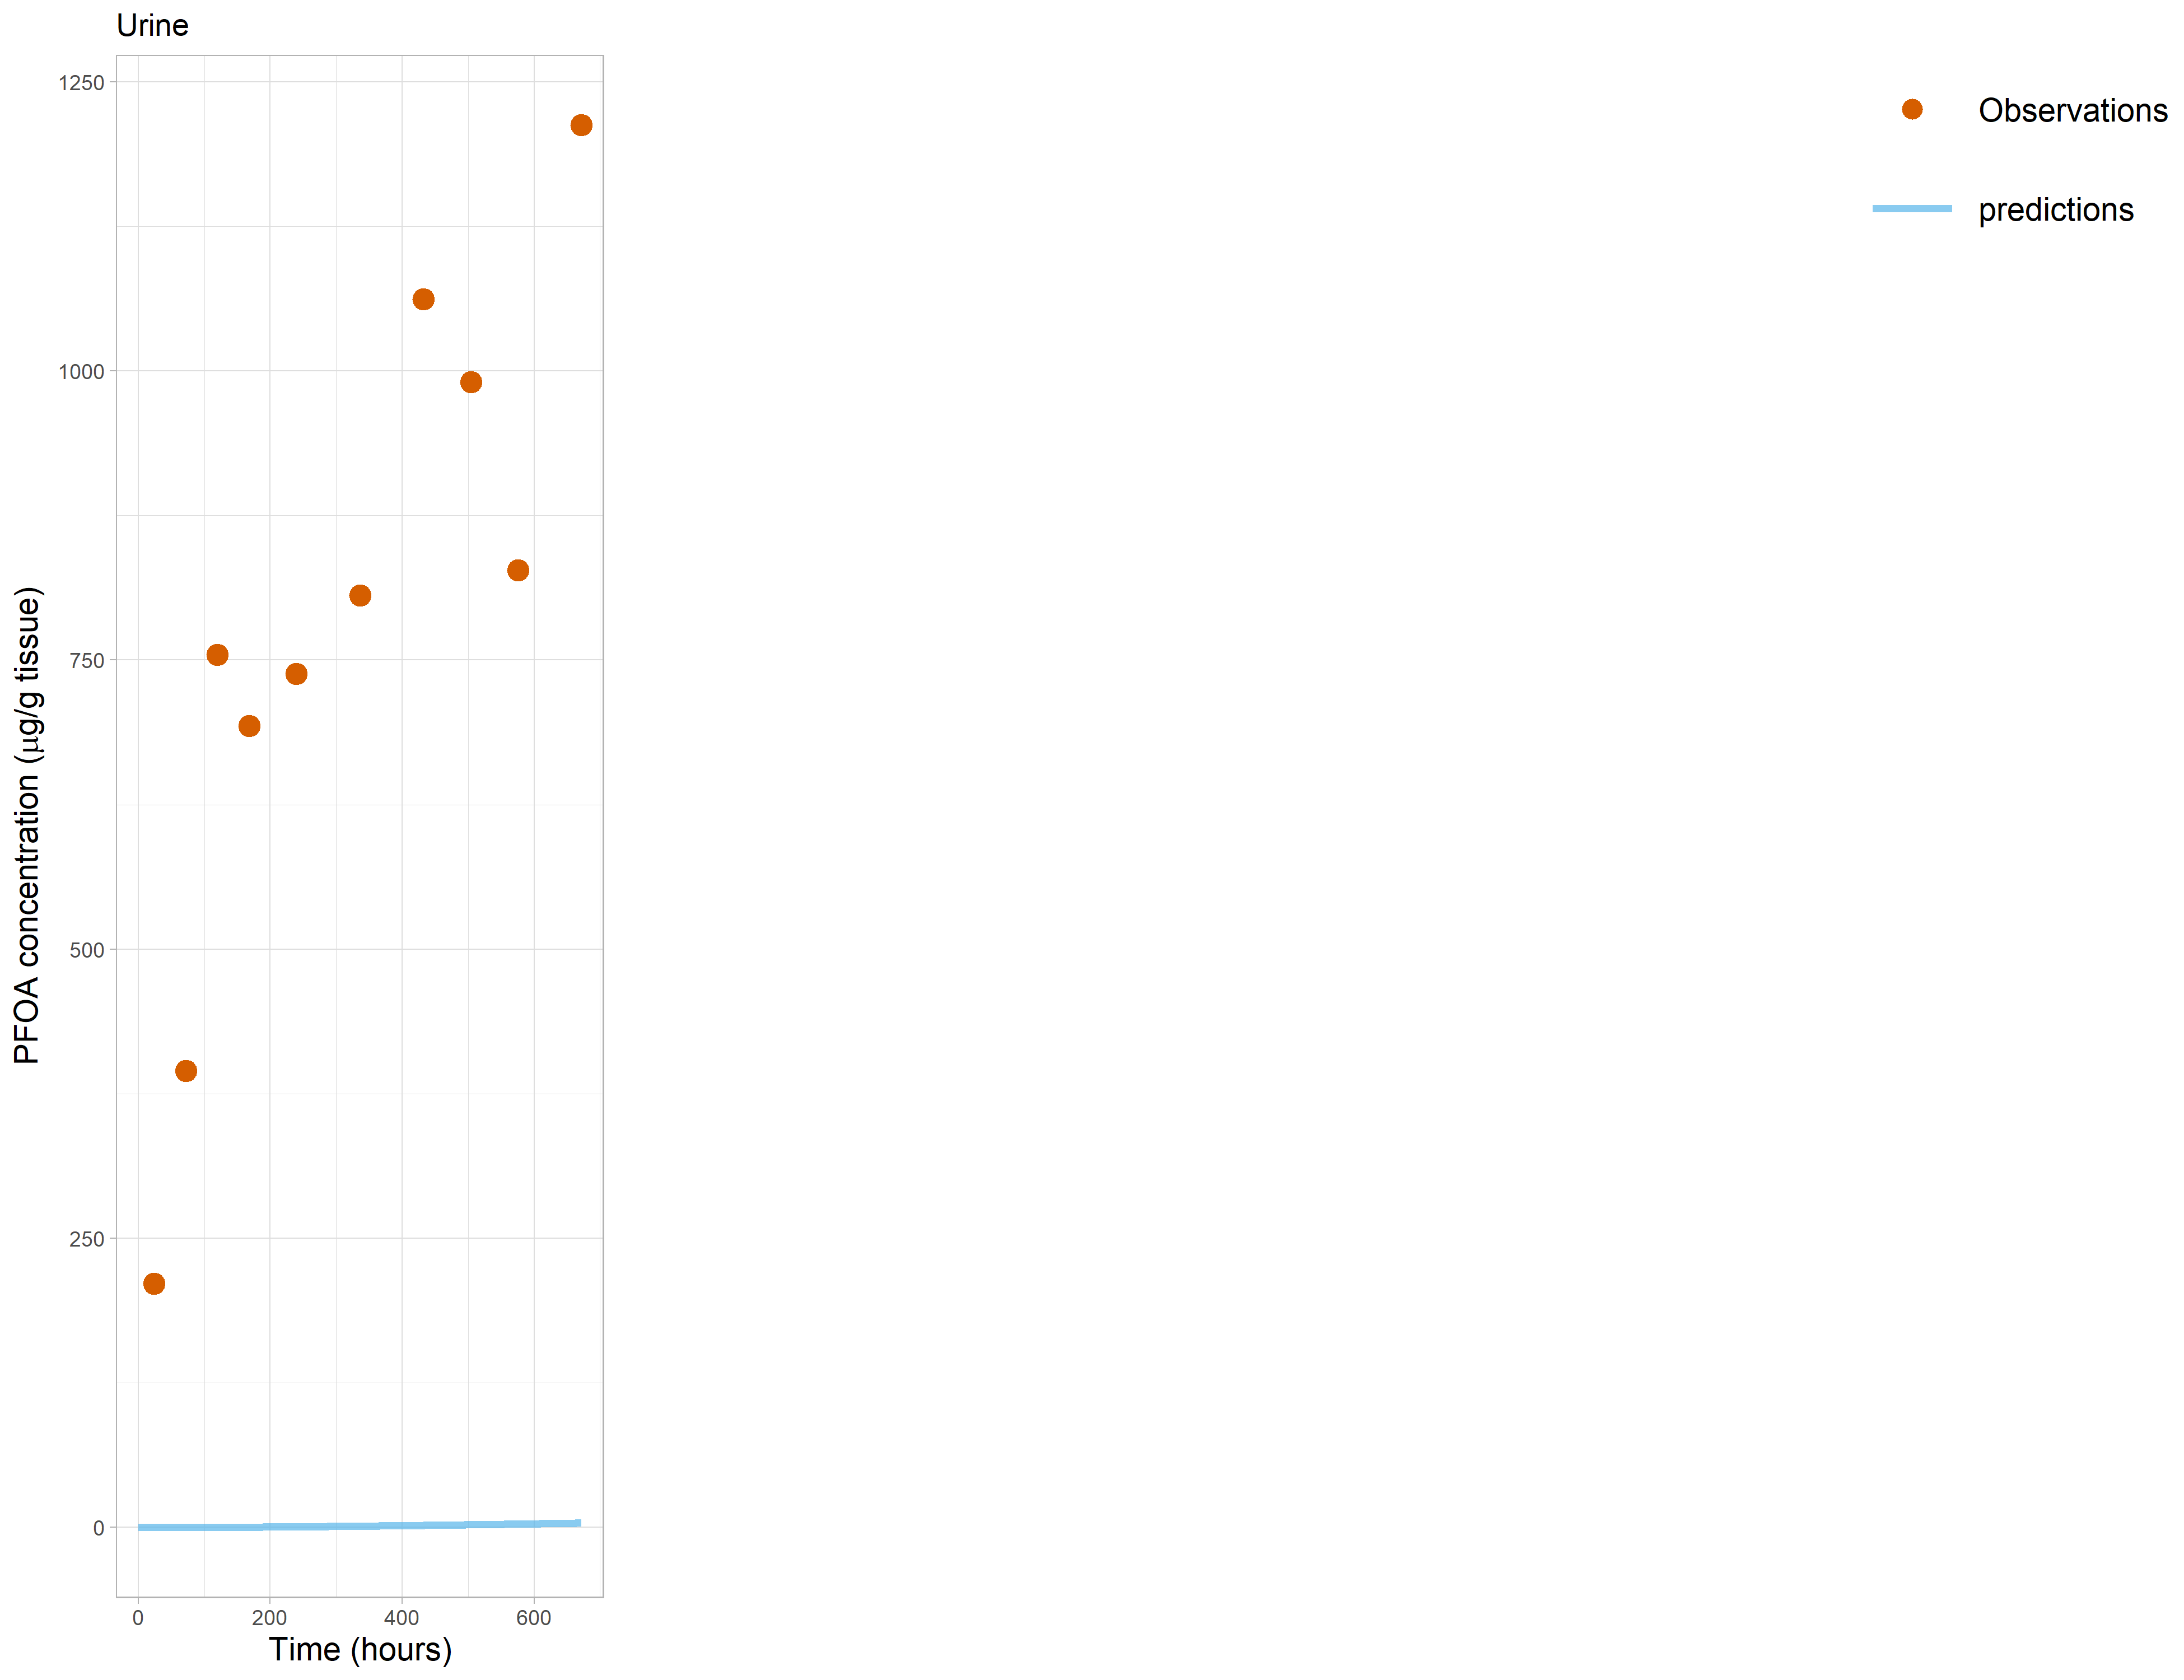 Urine
1250
1000
750
500
250
0
PFOA concentration (μg/g tissue)
0 200 400 600
Time (hours)
Observations
predictions